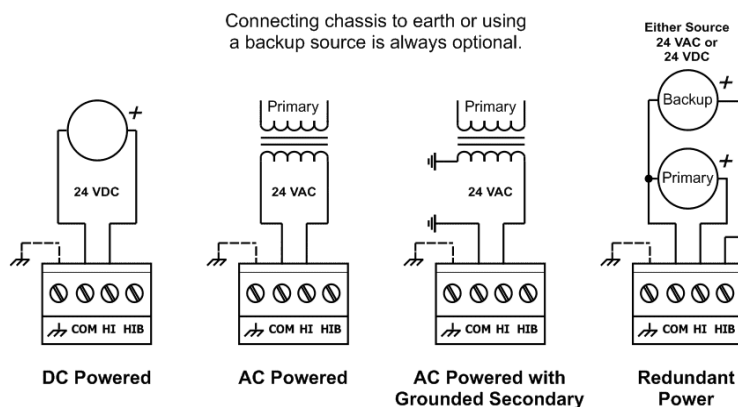 Connecting chassis to earth or using
a backup source is always optional.
Either Source
24 VAC or
24 VDC
+
24 VDC
COM HI HIB
DC Powered
Primary
24 VAC
COM HI HIB
AC Powered
Primary
24 VAC
COM HI HIB
AC Powered with
Grounded Secondary
+
Backup
+
Primary
COM HI HIB
Redundant
Power